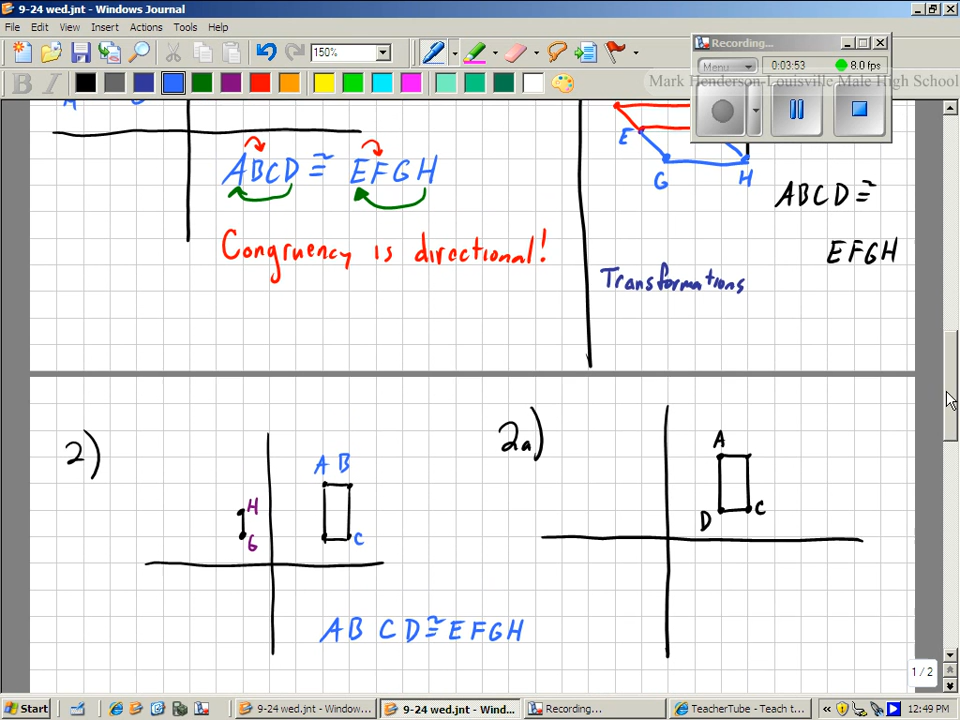 9-24 wed.jnt - Windows Journal
File Edit View Insert Actions Tools Help
150%
Recording...
Menu 0:03:53 8.0 fps
Mark Henderson-Louisville Male High School
B I
A
ABCD ≅ EFGH
E
G H
ABCD ≅
EFGH
Congruency is directional!
Transformations
2)
A B
H
G C
ABCD ≅ EFGH
2a)
A
D C
1 / 2
Start 9-24 wed.jnt - Window... 9-24 wed.jnt - Wind... Recording... TeacherTube - Teach t... 12:49 PM